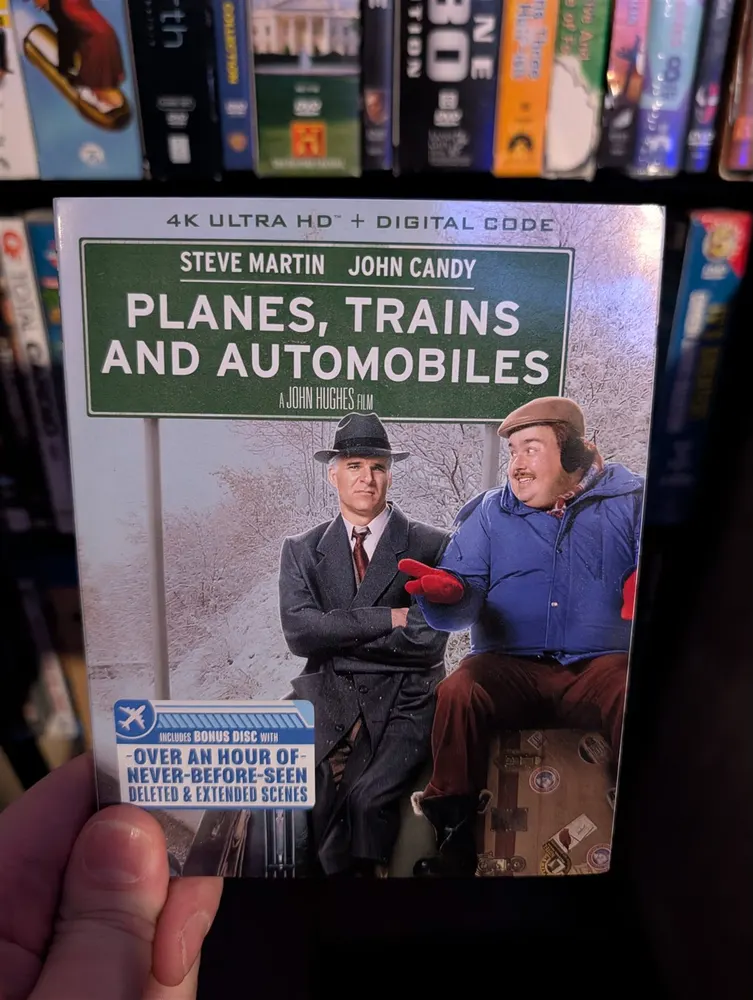 4K ULTRA HD™ + DIGITAL CODE
STEVE MARTIN JOHN CANDY
PLANES, TRAINS
AND AUTOMOBILES
A JOHN HUGHES FILM
INCLUDES BONUS DISC WITH
-OVER AN HOUR OF-
NEVER-BEFORE-SEEN
DELETED & EXTENDED SCENES
DVD